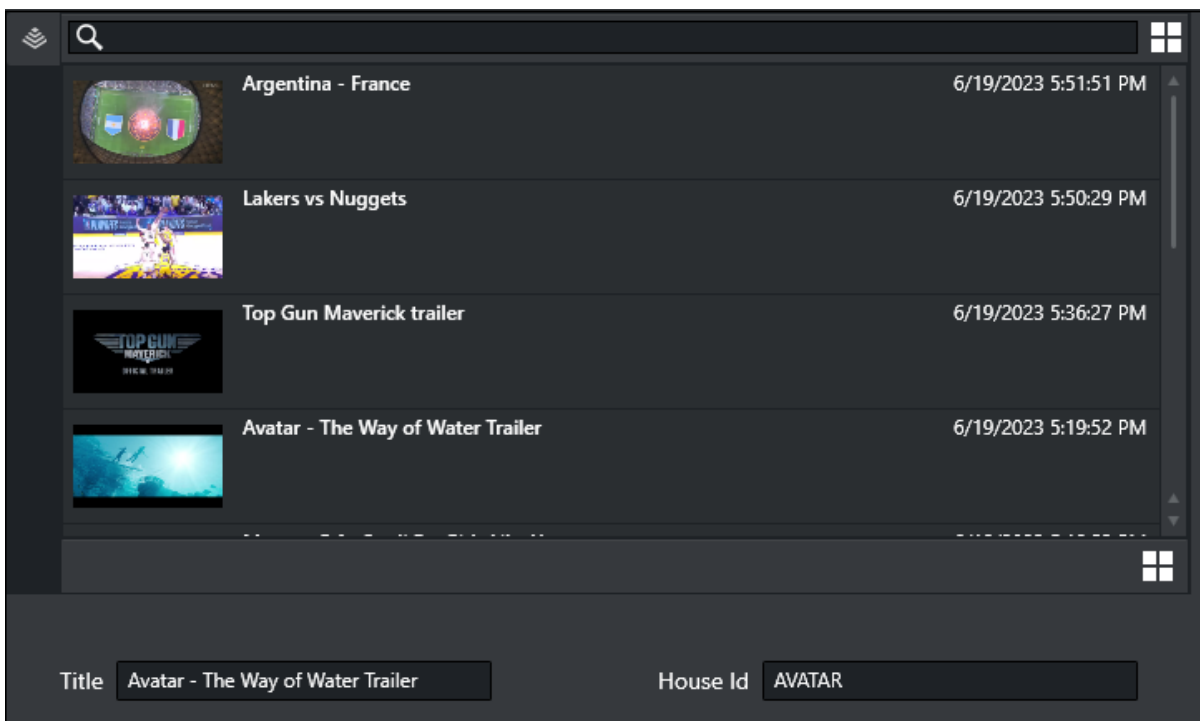 Argentina - France 6/19/2023 5:51:51 PM
Lakers vs Nuggets 6/19/2023 5:50:29 PM
Top Gun Maverick trailer 6/19/2023 5:36:27 PM
TOP GUN
MAVERICK
OFFICIAL TRAILER
Avatar - The Way of Water Trailer 6/19/2023 5:19:52 PM
Title Avatar - The Way of Water Trailer House Id AVATAR